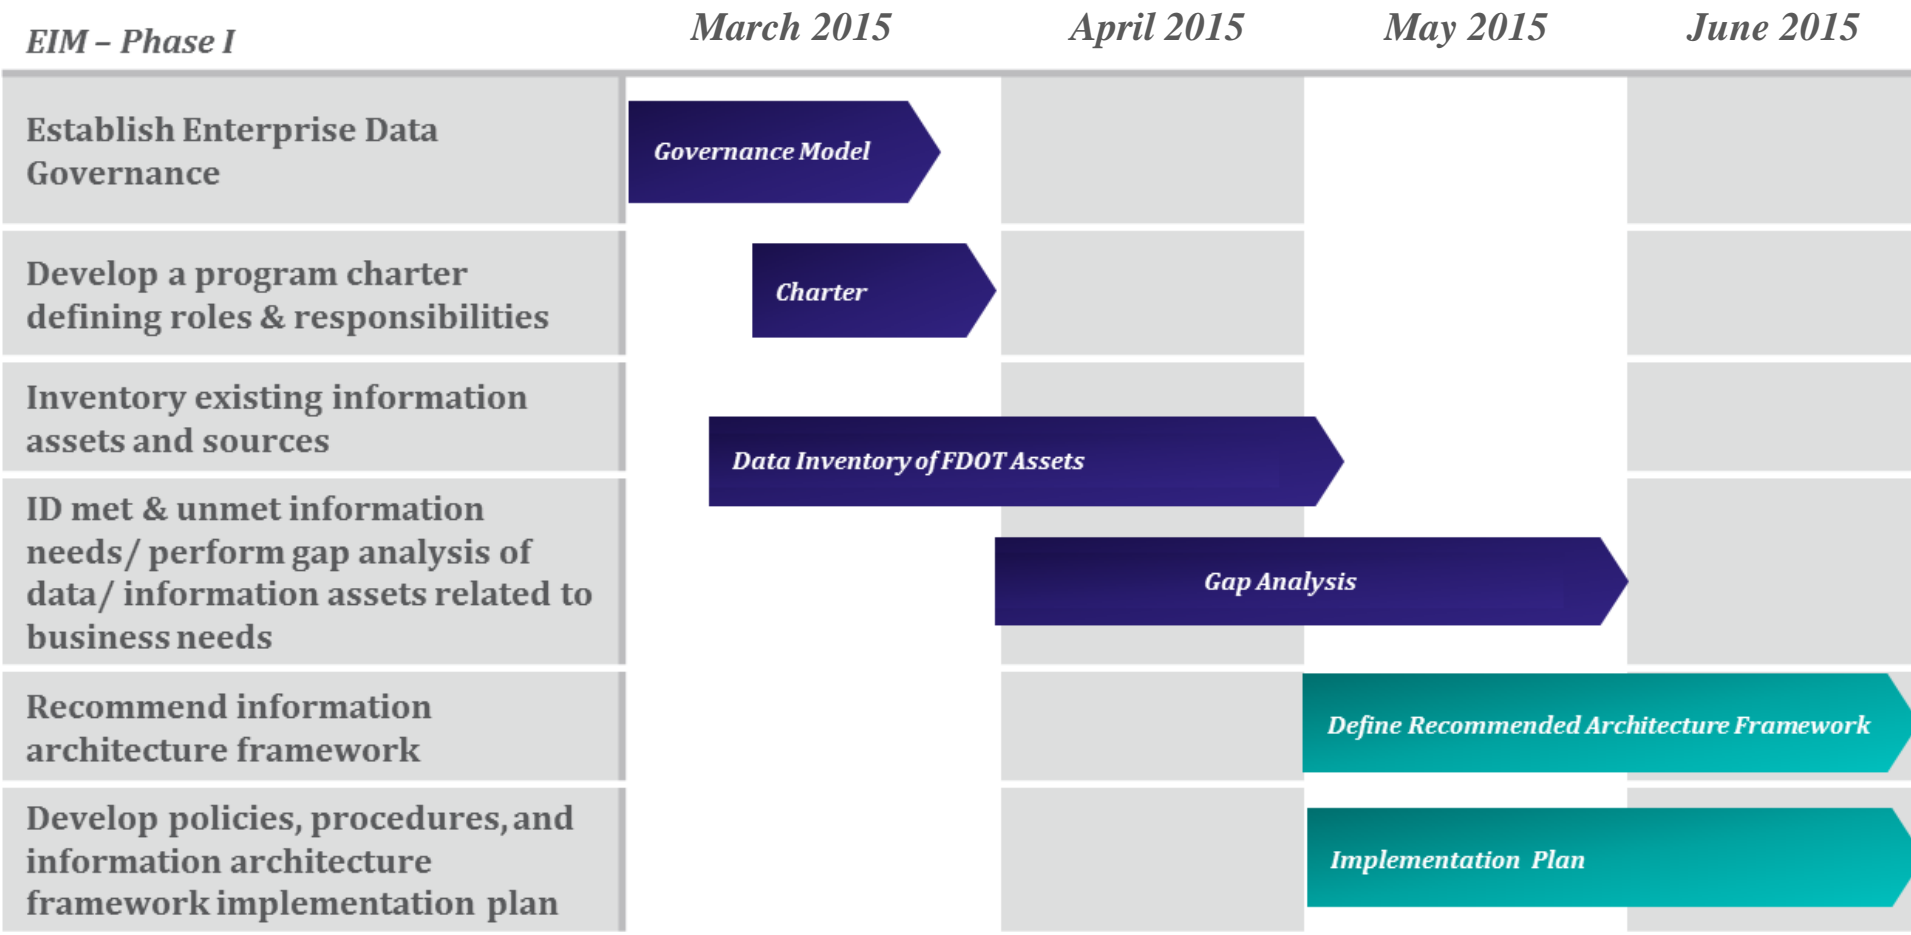 EIM – Phase I
March 2015
April 2015
May 2015
June 2015
Establish Enterprise Data
Governance
Governance Model
Develop a program charter
defining roles & responsibilities
Charter
Inventory existing information
assets and sources
Data Inventory of FDOT Assets
ID met & unmet information
needs/ perform gap analysis of
data/ information assets related to
business needs
Gap Analysis
Recommend information
architecture framework
Define Recommended Architecture Framework
Develop policies, procedures, and
information architecture
framework implementation plan
Implementation Plan